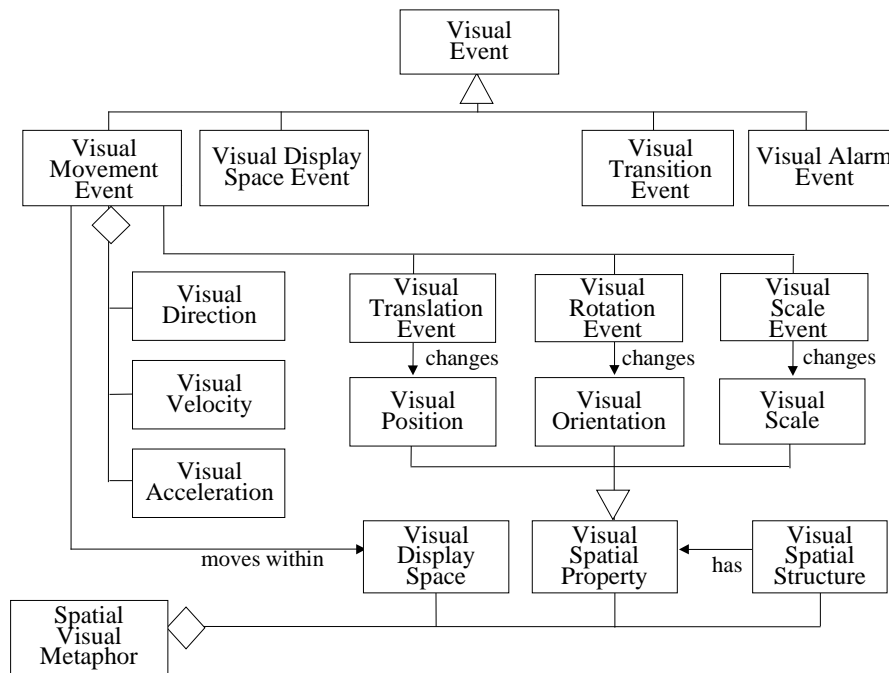 Visual
Event
Visual
Movement
Event
Visual Display
Space Event
Visual
Transition
Event
Visual Alarm
Event
Visual
Direction
Visual
Velocity
Visual
Acceleration
Visual
Translation
Event
Visual
Rotation
Event
Visual
Scale
Event
changes
changes
changes
Visual
Position
Visual
Orientation
Visual
Scale
moves within
Visual
Display
Space
Visual
Spatial
Property
has
Visual
Spatial
Structure
Spatial
Visual
Metaphor